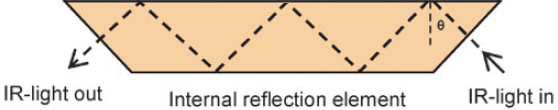 θ
IR-light out Internal reflection element IR-light in